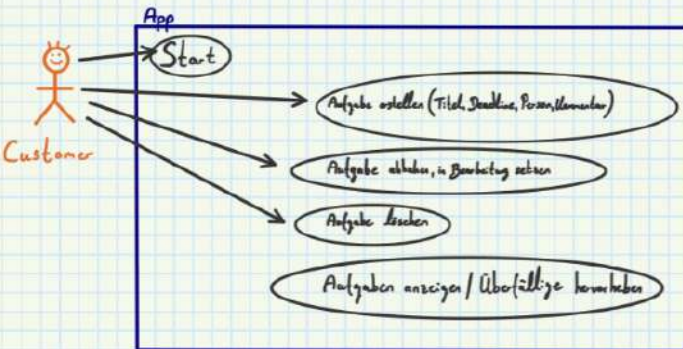 App
Start
Customer
Aufgabe erstellen (Titel, Deadline, Person, Kommentar)
Aufgabe abhaken, in Bearbeitung setzen
Aufgabe löschen
Aufgaben anzeigen / Überfällige hervorheben